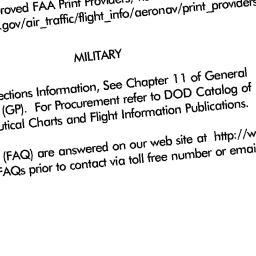 roved FAA Print Providers,
.gov/air_traffic/flight_info/aeronav/print_providers
MILITARY
ections Information, See Chapter 11 of General
(GP). For Procurement refer to DOD Catalog of
utical Charts and Flight Information Publications.
(FAQ) are answered on our web site at http://w
FAQs prior to contact via toll free number or emai